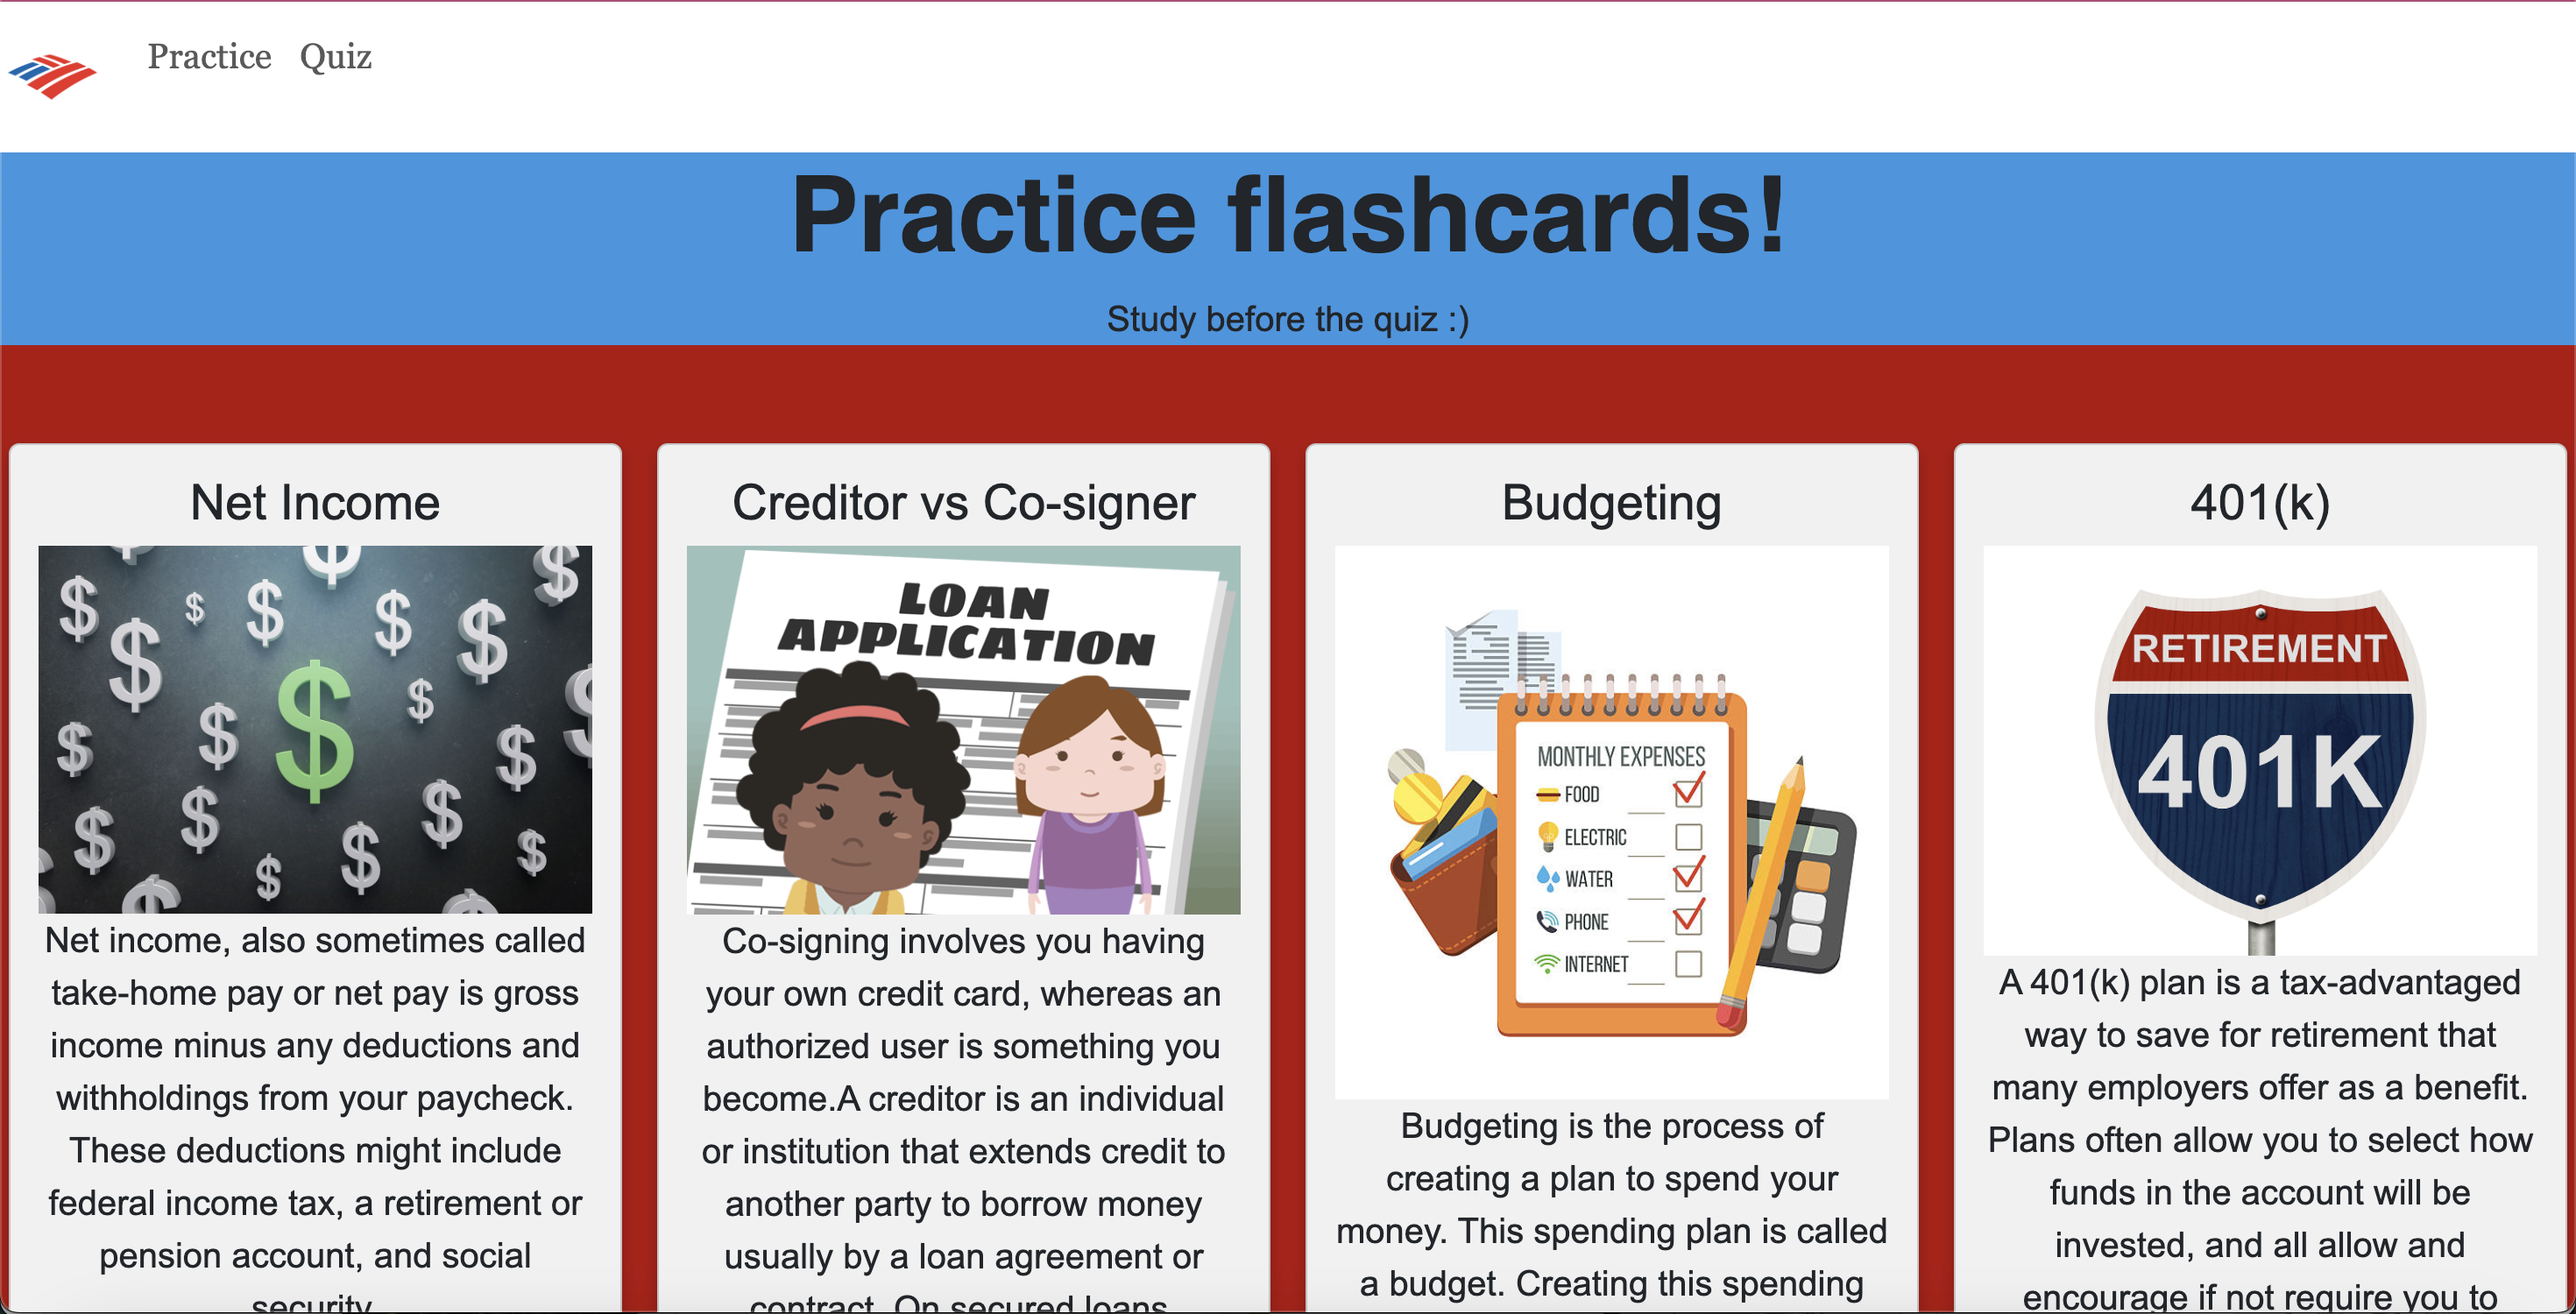 Practice Quiz
Practice flashcards!
Study before the quiz :)
Net Income
Net income, also sometimes called
take-home pay or net pay is gross
income minus any deductions and
withholdings from your paycheck.
These deductions might include
federal income tax, a retirement or
pension account, and social
security.
Creditor vs Co-signer
LOAN
APPLICATION
Co-signing involves you having
your own credit card, whereas an
authorized user is something you
become.A creditor is an individual
or institution that extends credit to
another party to borrow money
usually by a loan agreement or
contract. On secured loans,
Budgeting
MONTHLY EXPENSES
FOOD
ELECTRIC
WATER
PHONE
INTERNET
Budgeting is the process of
creating a plan to spend your
money. This spending plan is called
a budget. Creating this spending
401(k)
RETIREMENT
401K
A 401(k) plan is a tax-advantaged
way to save for retirement that
many employers offer as a benefit.
Plans often allow you to select how
funds in the account will be
invested, and all allow and
encourage if not require you to